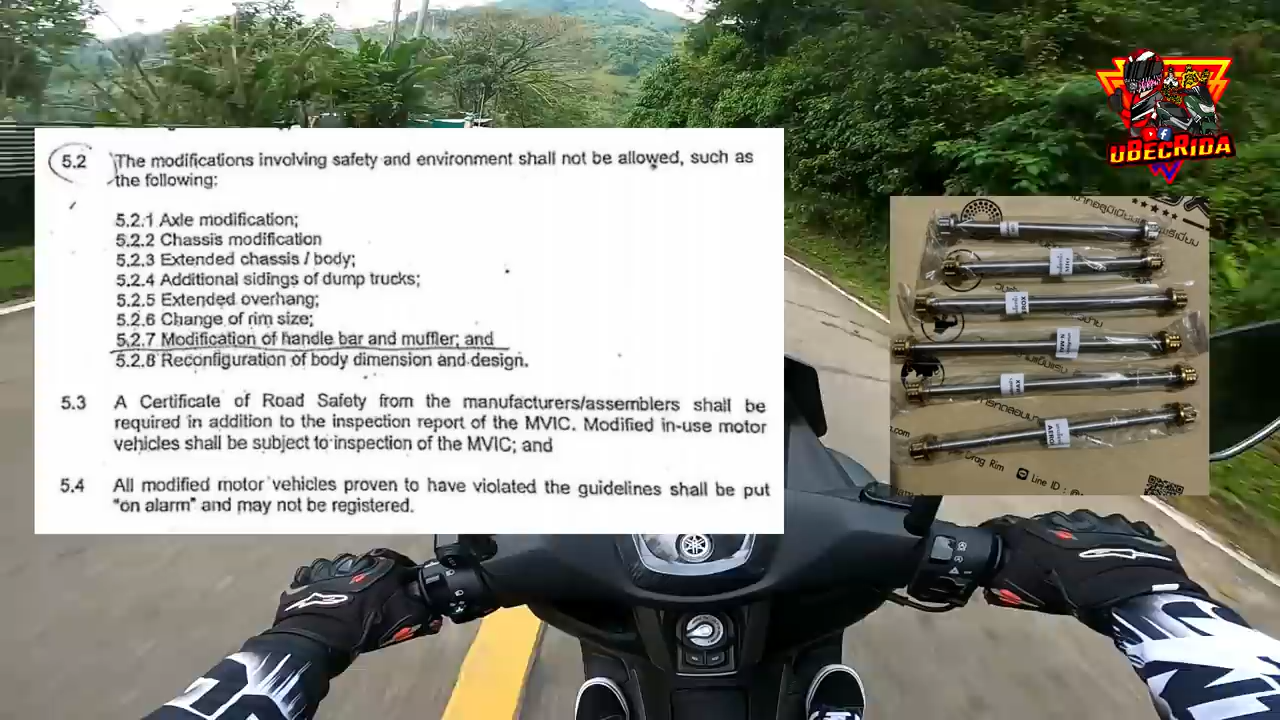 5.2 The modifications involving safety and environment shall not be allowed, such as
the following:
5.2.1 Axle modification;
5.2.2 Chassis modification
5.2.3 Extended chassis / body;
5.2.4 Additional sidings of dump trucks;
5.2.5 Extended overhang;
5.2.6 Change of rim size;
5.2.7 Modification of handle bar and muffler; and
5.2.8 Reconfiguration of body dimension and design.
5.3 A Certificate of Road Safety from the manufacturers/assemblers shall be
required in addition to the inspection report of the MVIC. Modified in-use motor
vehicles shall be subject to inspection of the MVIC; and
5.4 All modified motor vehicles proven to have violated the guidelines shall be put
"on alarm" and may not be registered.
UBECRIDA
Drag Rim
Line ID :